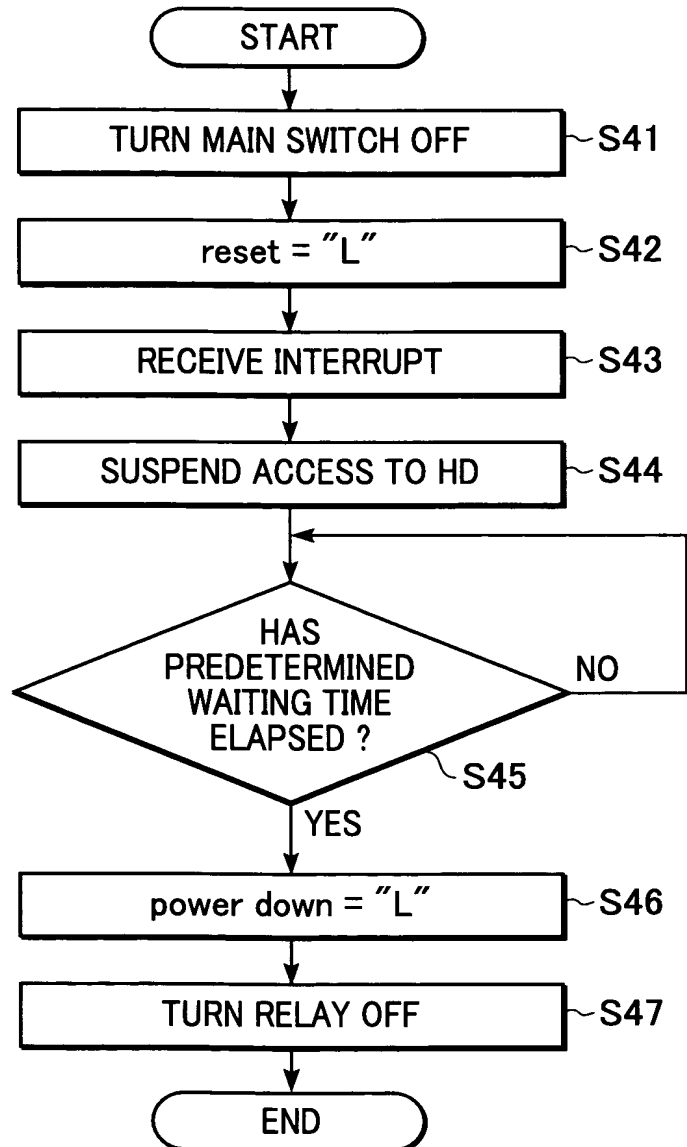 START
TURN MAIN SWITCH OFF
S41
reset = "L"
S42
RECEIVE INTERRUPT
S43
SUSPEND ACCESS TO HD
S44
HAS
PREDETERMINED
WAITING TIME
ELAPSED ?
NO
S45
YES
power down = "L"
S46
TURN RELAY OFF
S47
END